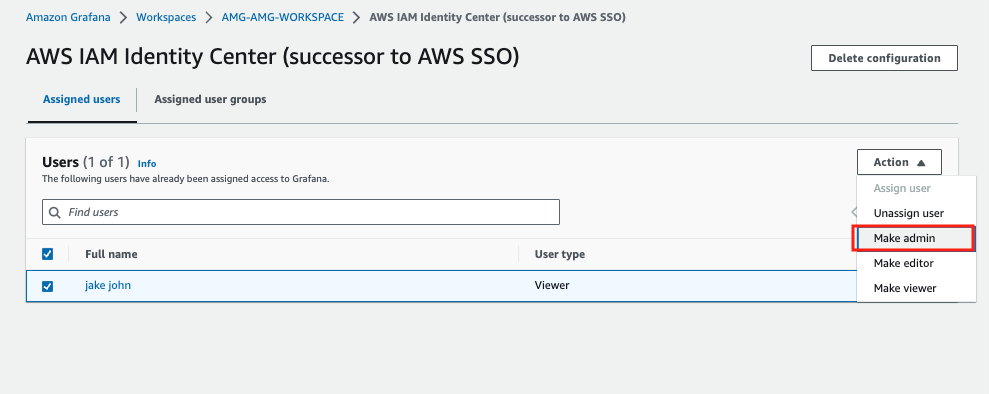 Amazon Grafana > Workspaces > AMG-AMG-WORKSPACE > AWS IAM Identity Center (successor to AWS SSO)
AWS IAM Identity Center (successor to AWS SSO)
Delete configuration
Assigned users
Assigned user groups
Users (1 of 1) Info
The following users have already been assigned access to Grafana.
Action
Assign user
Unassign user
Make admin
Make editor
Make viewer
Find users
Full name
User type
jake john
Viewer